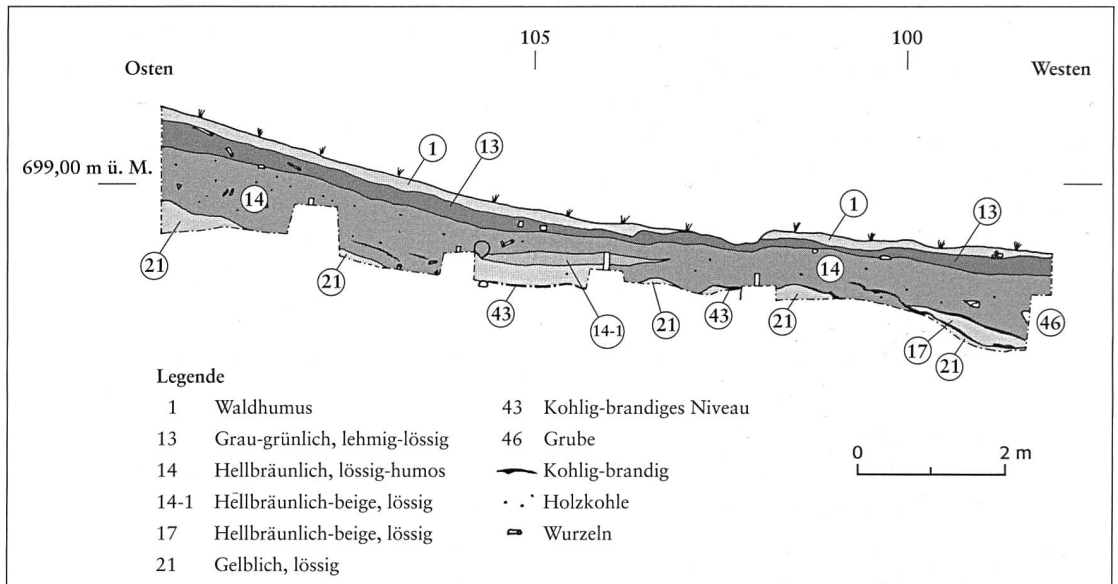 105 100
Osten Westen
1 13
699,00 m ü. M.
14 1 13
21 14
21 43 21 43 21 46
14-1 17 21
Legende
1 Waldhumus 43 Kohlig-brandiges Niveau
13 Grau-grünlich, lehmig-lössig 46 Grube
14 Hellbräunlich, lössig-humos Kohlig-brandig
14-1 Hellbräunlich-beige, lössig Holzkohle
17 Hellbräunlich-beige, lössig Wurzeln
21 Gelblich, lössig
0 2 m